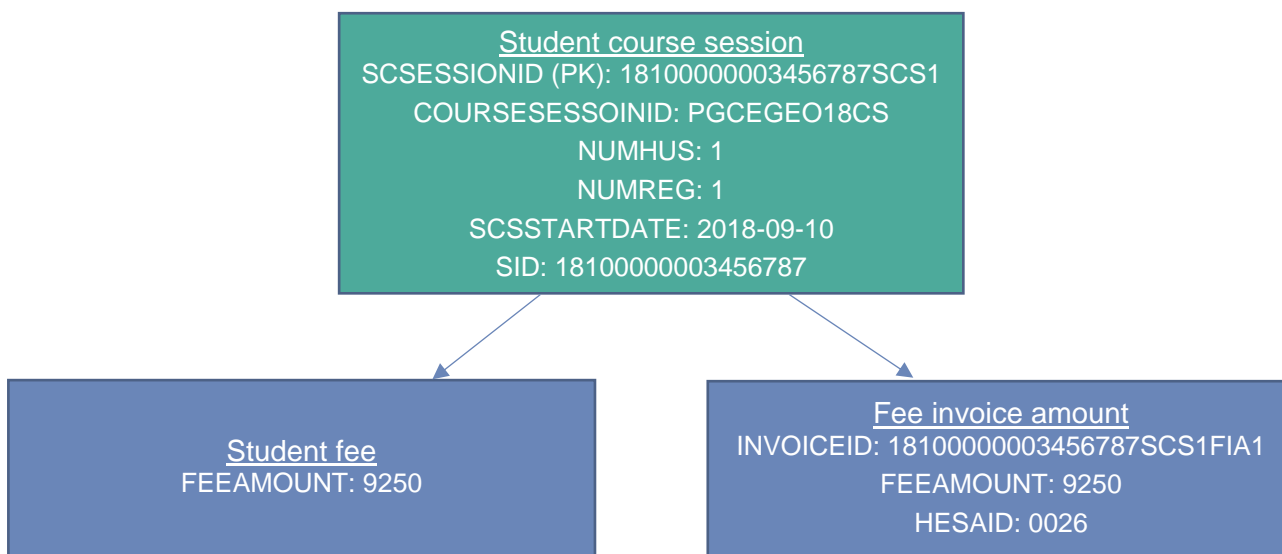 Student course session
SCSESSIONID (PK): 18100000003456787SCS1
COURSESESSOINID: PGCEGEO18CS
NUMHUS: 1
NUMREG: 1
SCSSTARTDATE: 2018-09-10
SID: 18100000003456787
Student fee
FEEAMOUNT: 9250
Fee invoice amount
INVOICEID: 18100000003456787SCS1FIA1
FEEAMOUNT: 9250
HESAID: 0026